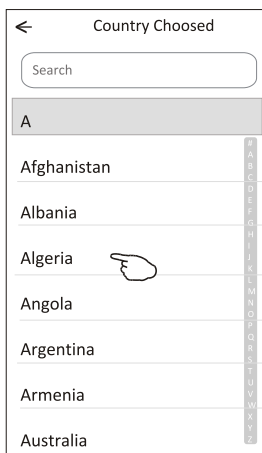 Country Choosed
Search
A
Afghanistan
Albania
Algeria
Angola
Argentina
Armenia
Australia
#
A
B
C
D
E
F
G
H
I
J
K
L
M
N
O
P
Q
R
S
T
U
V
W
X
Y
Z